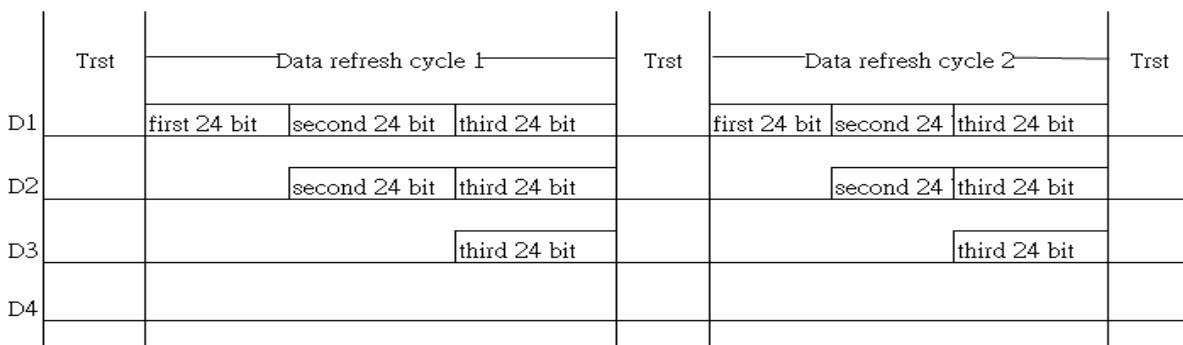 Trst Data refresh cycle 1 Trst Data refresh cycle 2 Trst
D1 first 24 bit second 24 bit third 24 bit first 24 bit second 24 third 24 bit
D2 second 24 bit third 24 bit second 24 third 24 bit
D3 third 24 bit third 24 bit
D4